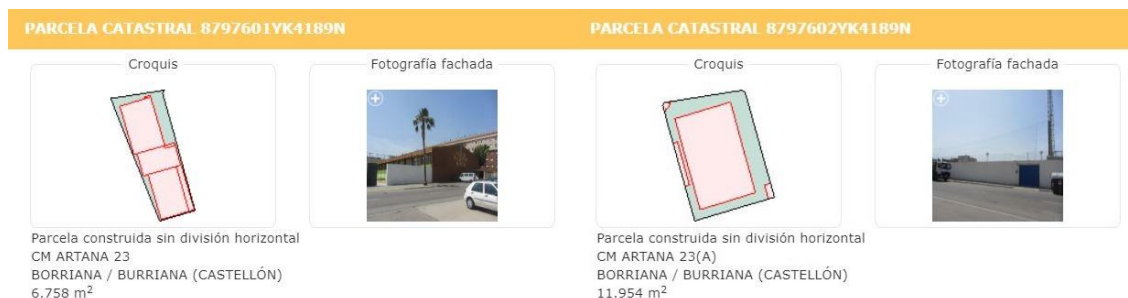 PARCELA CATASTRAL 8797601YK4189N
Croquis
Fotografía fachada
Parcela construida sin división horizontal
CM ARTANA 23
BORRIANA / BURRIANA (CASTELLÓN)
6.758 m²
PARCELA CATASTRAL 8797602YK4189N
Croquis
Fotografía fachada
Parcela construida sin división horizontal
CM ARTANA 23(A)
BORRIANA / BURRIANA (CASTELLÓN)
11.954 m²